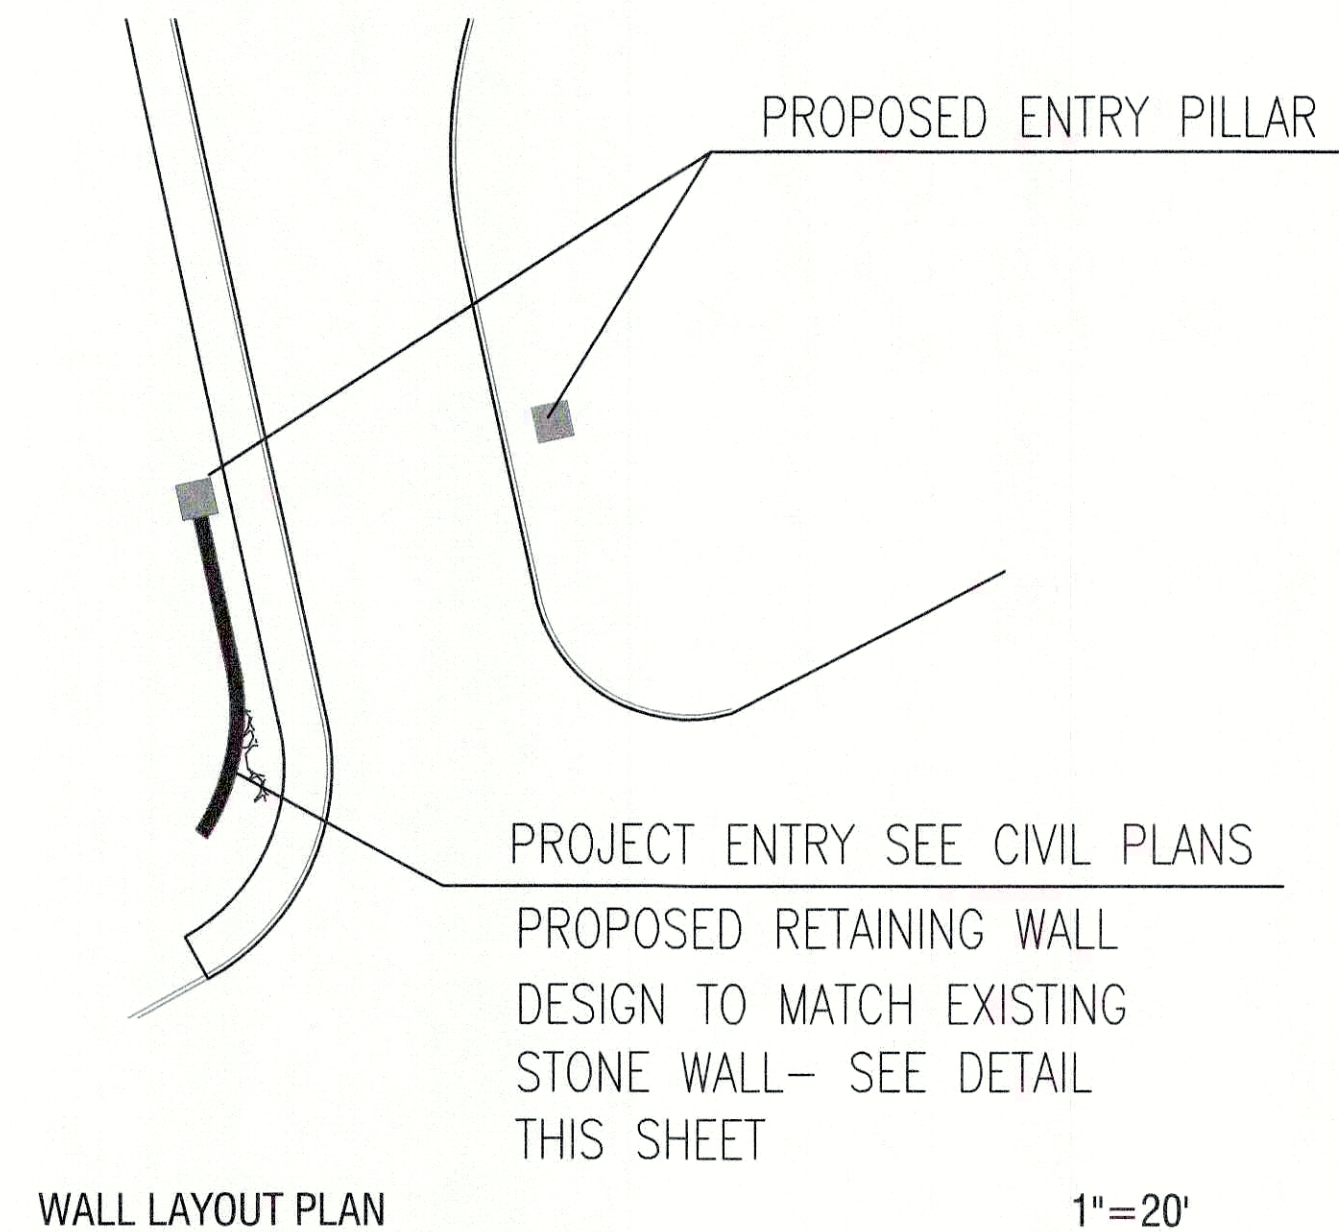 PROPOSED ENTRY PILLAR
PROJECT ENTRY SEE CIVIL PLANS
PROPOSED RETAINING WALL
DESIGN TO MATCH EXISTING
STONE WALL– SEE DETAIL
THIS SHEET
WALL LAYOUT PLAN
1"=20'